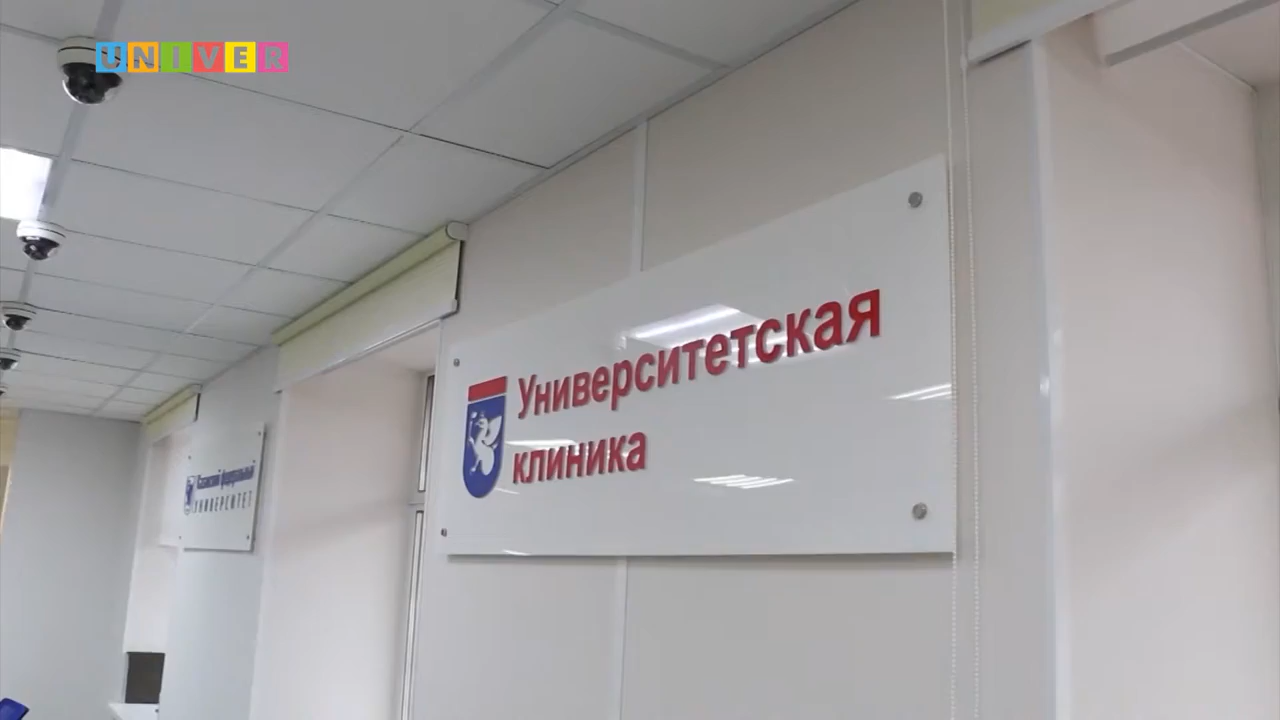 UNIVER
Университетская
клиника
Казанский федеральный
УНИВЕРСИТЕТ